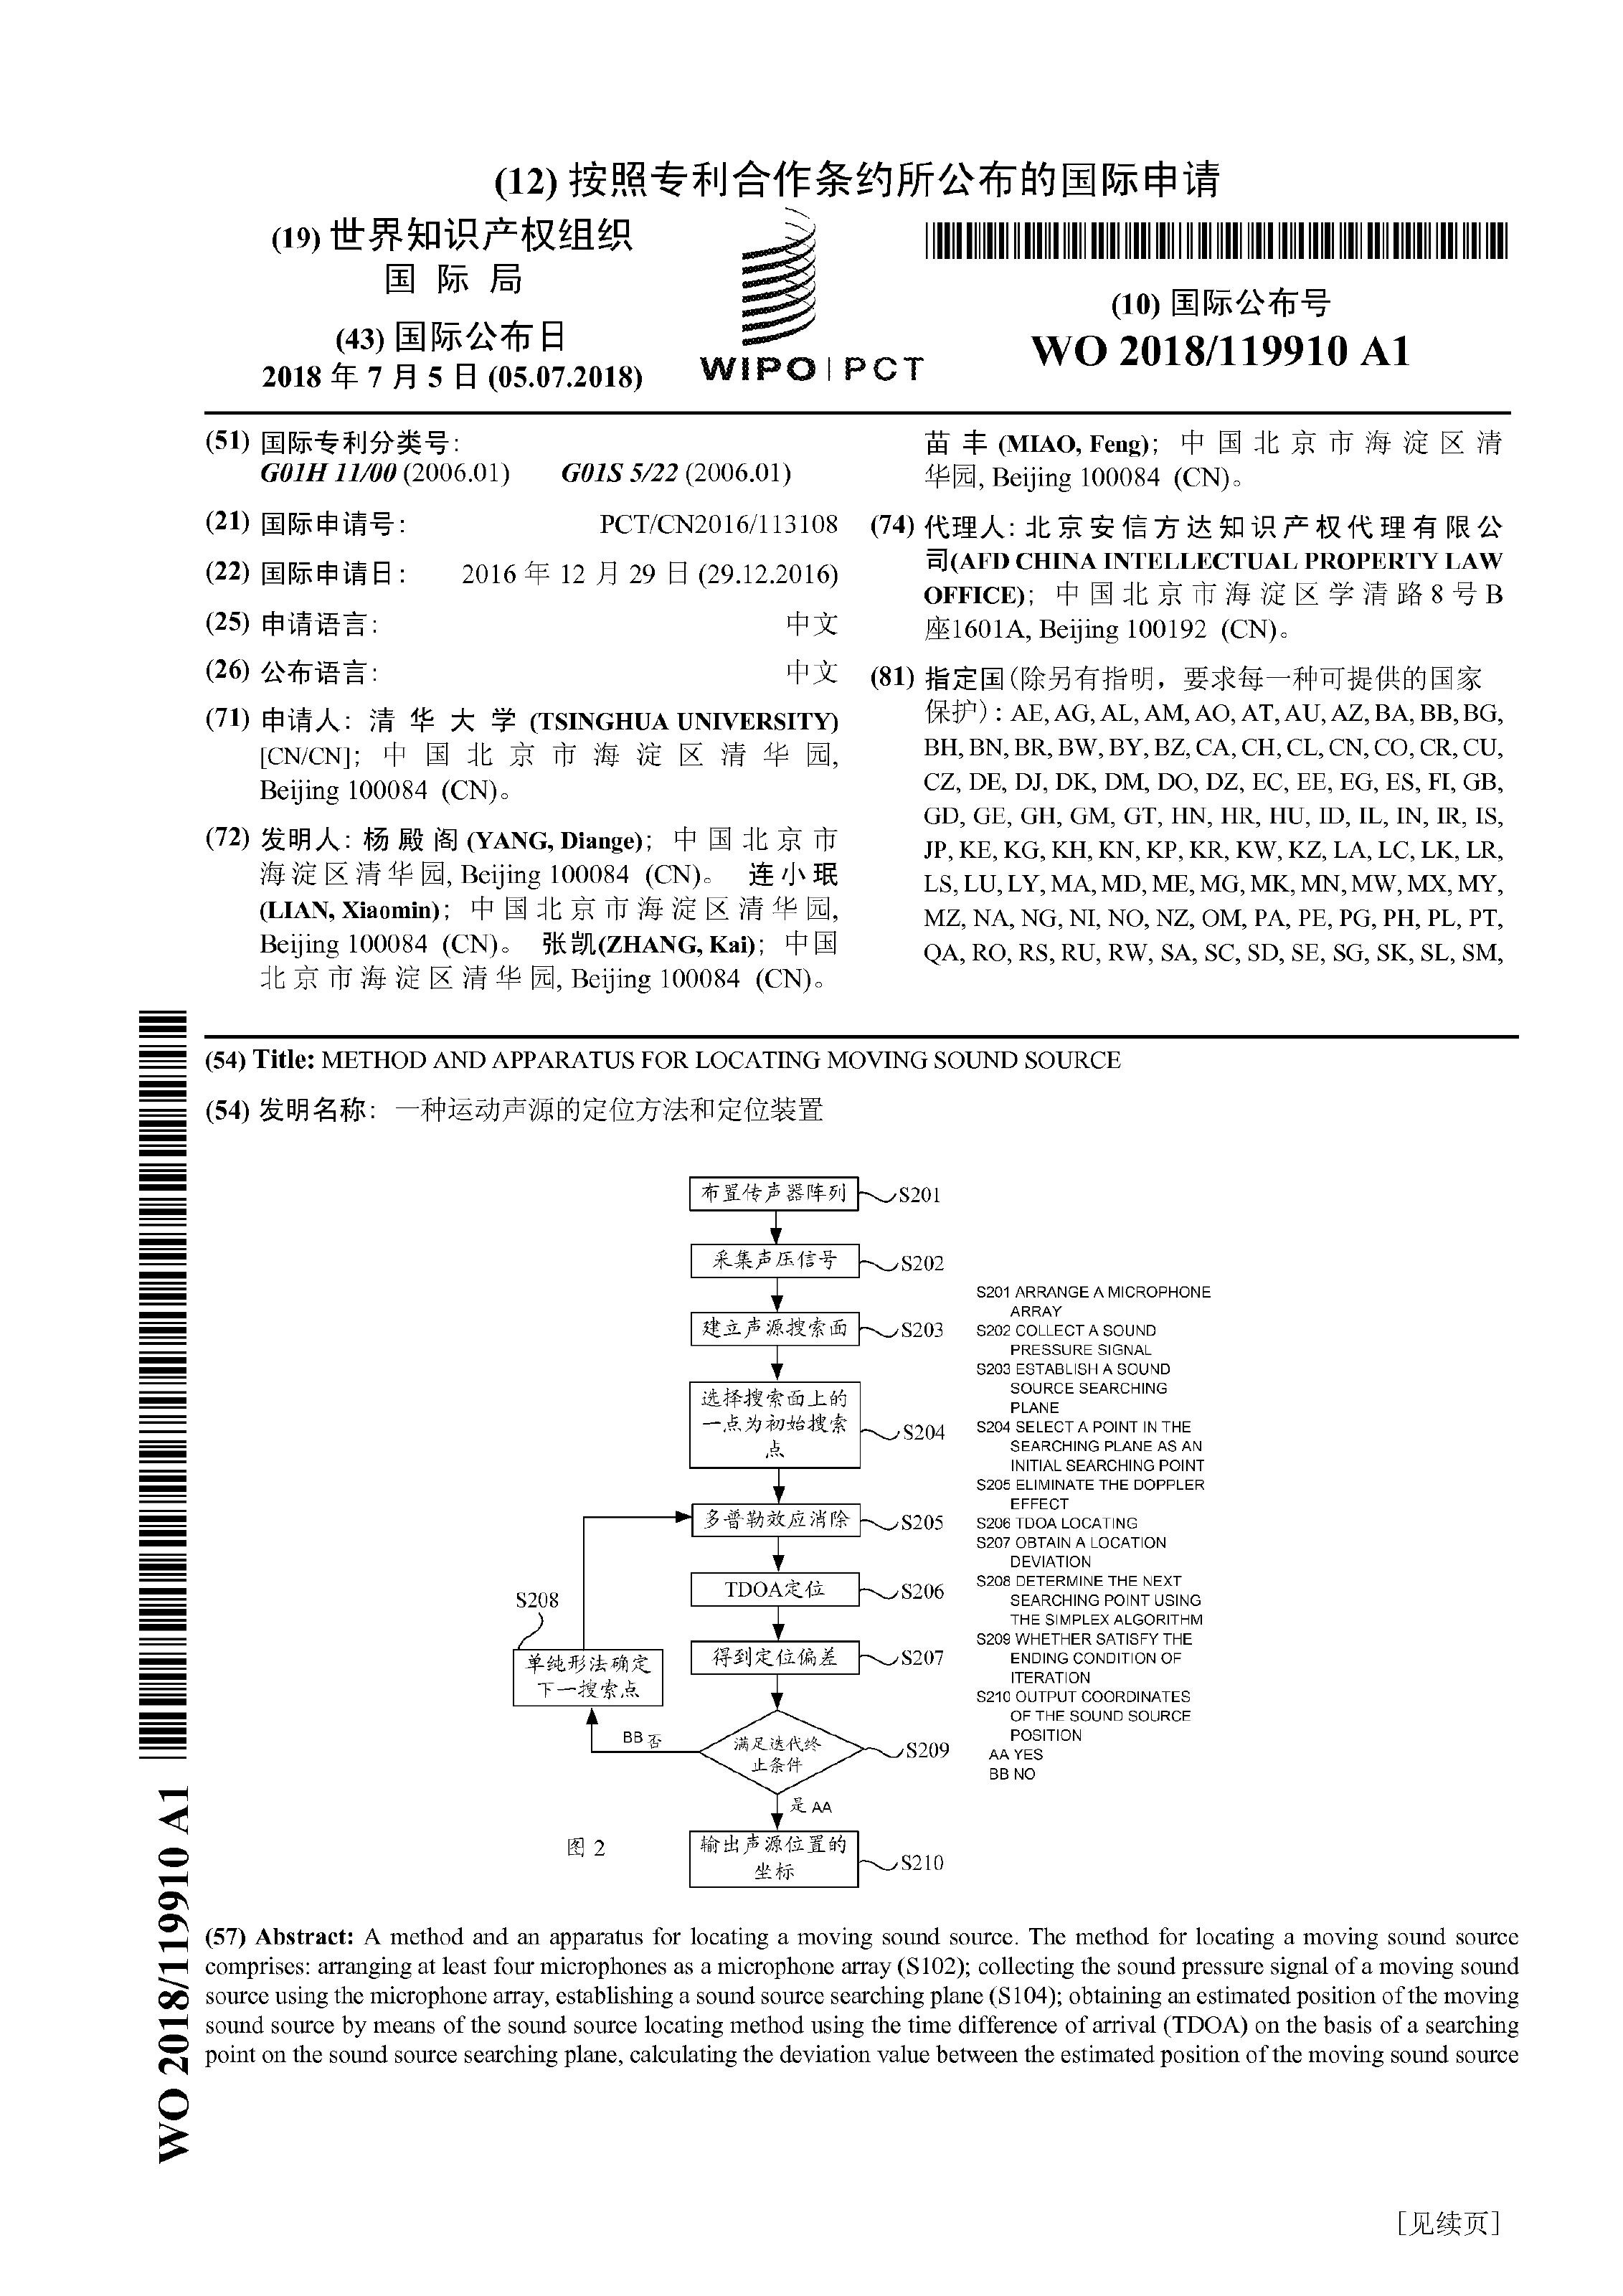 (12) 按照专利合作条约所公布的国际申请
(19) 世界知识产权组织
国 际 局
(43) 国际公布日
2018 年 7 月 5 日 (05.07.2018)
WIPO | PCT
(10) 国际公布号
WO 2018/119910 A1
(51) 国际专利分类号:
G01H 11/00 (2006.01) G01S 5/22 (2006.01)
(21) 国际申请号: PCT/CN2016/113108
(22) 国际申请日: 2016 年 12 月 29 日 (29.12.2016)
(25) 申请语言: 中文
(26) 公布语言: 中文
(71) 申请人: 清 华 大 学 (TSINGHUA UNIVERSITY)
[CN/CN]; 中 国 北 京 市 海 淀 区 清 华 园,
Beijing 100084 (CN)。
(72) 发明人: 杨 殿 阁 (YANG, Diange); 中 国 北 京 市
海 淀 区 清 华 园, Beijing 100084 (CN)。 连 小 珉
(LIAN, Xiaomin); 中 国 北 京 市 海 淀 区 清 华 园,
Beijing 100084 (CN)。 张凯(ZHANG, Kai); 中 国
北 京 市 海 淀 区 清 华 园, Beijing 100084 (CN)。
苗 丰 (MIAO, Feng); 中 国 北 京 市 海 淀 区 清
华园, Beijing 100084 (CN)。
(74) 代理人: 北 京 安 信 方 达 知 识 产 权 代 理 有 限 公
司(AFD CHINA INTELLECTUAL PROPERTY LAW
OFFICE); 中 国 北 京 市 海 淀 区 学 清 路 8 号 B
座1601A, Beijing 100192 (CN)。
(81) 指定国(除另有指明，要求每一种可提供的国家
保护): AE, AG, AL, AM, AO, AT, AU, AZ, BA, BB, BG,
BH, BN, BR, BW, BY, BZ, CA, CH, CL, CN, CO, CR, CU,
CZ, DE, DJ, DK, DM, DO, DZ, EC, EE, EG, ES, FI, GB,
GD, GE, GH, GM, GT, HN, HR, HU, ID, IL, IN, IR, IS,
JP, KE, KG, KH, KN, KP, KR, KW, KZ, LA, LC, LK, LR,
LS, LU, LY, MA, MD, ME, MG, MK, MN, MW, MX, MY,
MZ, NA, NG, NI, NO, NZ, OM, PA, PE, PG, PH, PL, PT,
QA, RO, RS, RU, RW, SA, SC, SD, SE, SG, SK, SL, SM,
(54) Title: METHOD AND APPARATUS FOR LOCATING MOVING SOUND SOURCE
(54) 发明名称: 一种运动声源的定位方法和定位装置
布置传声器阵列 S201
采集声压信号 S202
建立声源搜索面 S203
选择搜索面上的
一点为初始搜索
点
S204
多普勒效应消除 S205
TDOA定位 S206
得到定位偏差 S207
S208
单纯形法确定
下一搜索点
BB 否
满足迭代终
止条件
S209
是 AA
输出声源位置的
坐标
S210
图 2
S201 ARRANGE A MICROPHONE
ARRAY
S202 COLLECT A SOUND
PRESSURE SIGNAL
S203 ESTABLISH A SOUND
SOURCE SEARCHING
PLANE
S204 SELECT A POINT IN THE
SEARCHING PLANE AS AN
INITIAL SEARCHING POINT
S205 ELIMINATE THE DOPPLER
EFFECT
S206 TDOA LOCATING
S207 OBTAIN A LOCATION
DEVIATION
S208 DETERMINE THE NEXT
SEARCHING POINT USING
THE SIMPLEX ALGORITHM
S209 WHETHER SATISFY THE
ENDING CONDITION OF
ITERATION
S210 OUTPUT COORDINATES
OF THE SOUND SOURCE
POSITION
AA YES
BB NO
(57) Abstract: A method and an apparatus for locating a moving sound source. The method for locating a moving sound source
comprises: arranging at least four microphones as a microphone array (S102); collecting the sound pressure signal of a moving sound
source using the microphone array, establishing a sound source searching plane (S104); obtaining an estimated position of the moving
sound source by means of the sound source locating method using the time difference of arrival (TDOA) on the basis of a searching
point on the sound source searching plane, calculating the deviation value between the estimated position of the moving sound source
WO 2018/119910 A1
[见续页]